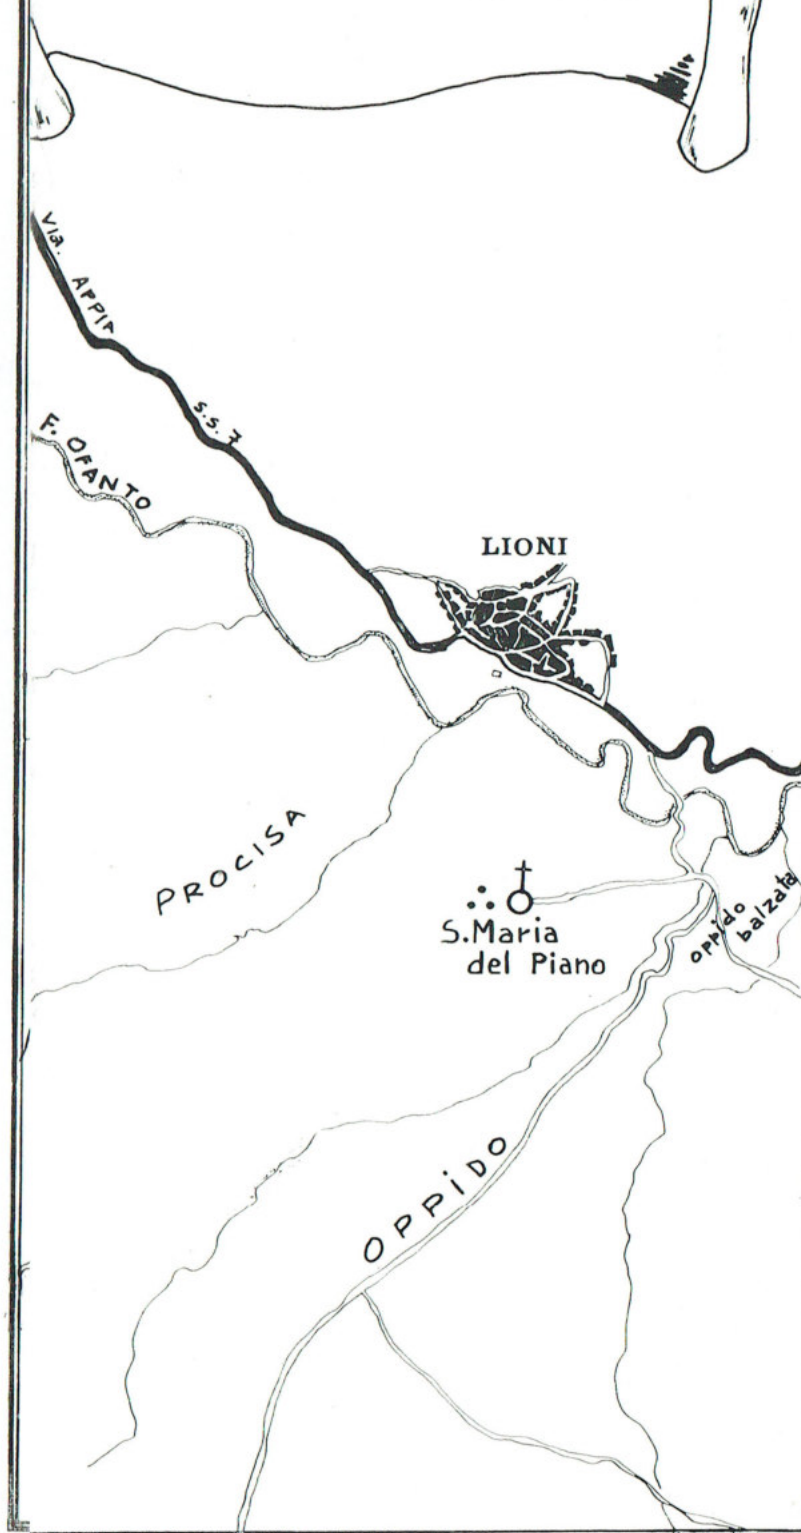 Via. APPIA
S.S. 7
F. OFANTO
LIONI
PROCISA
S.Maria
del Piano
OPPIDO
balzata
OPPIDO